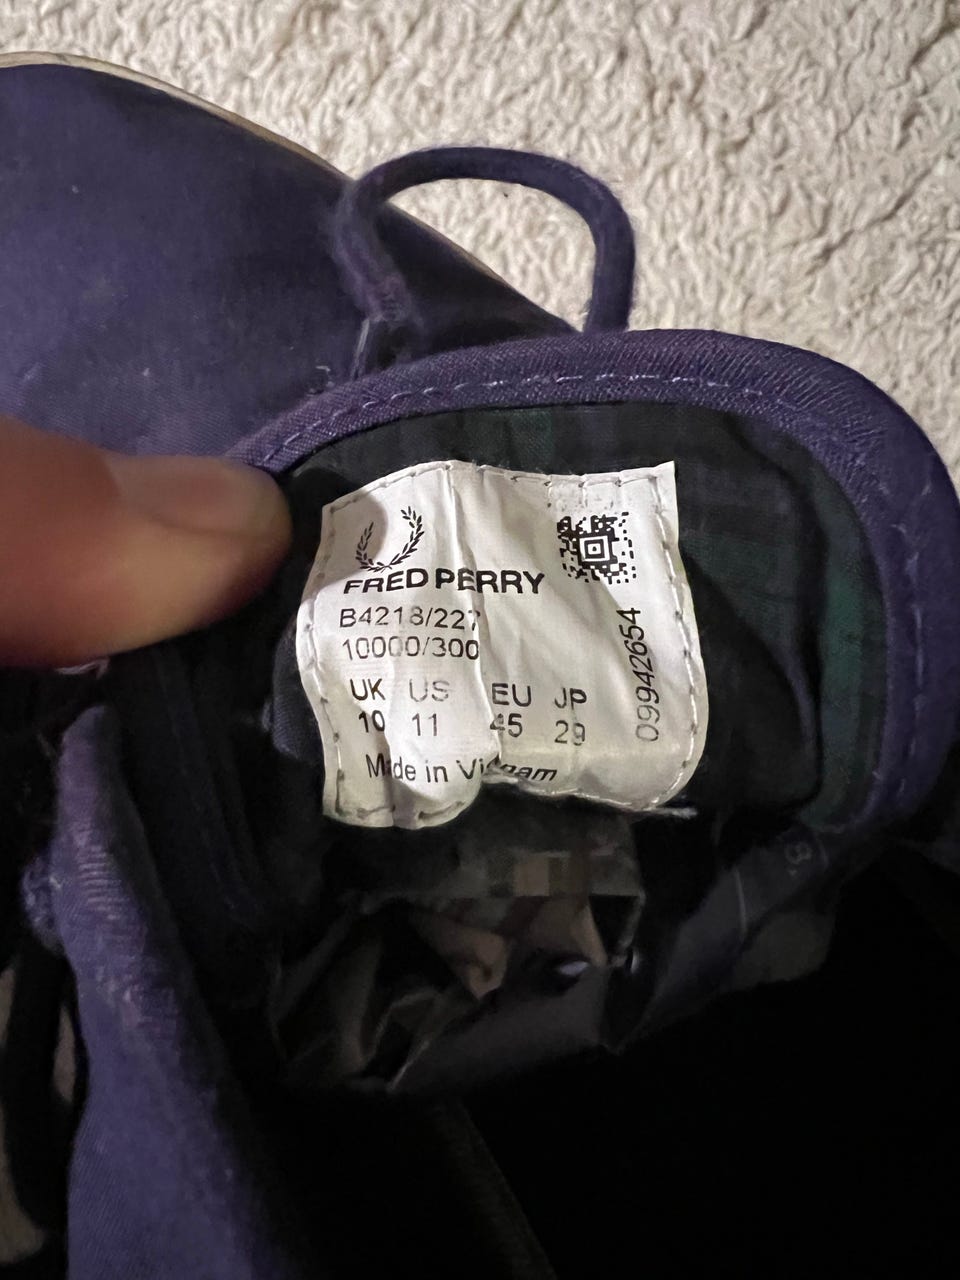 FRED PERRY
B4218/227
10000/300
UK US EU JP
10 11 45 29
Made in Vietnam
09942654